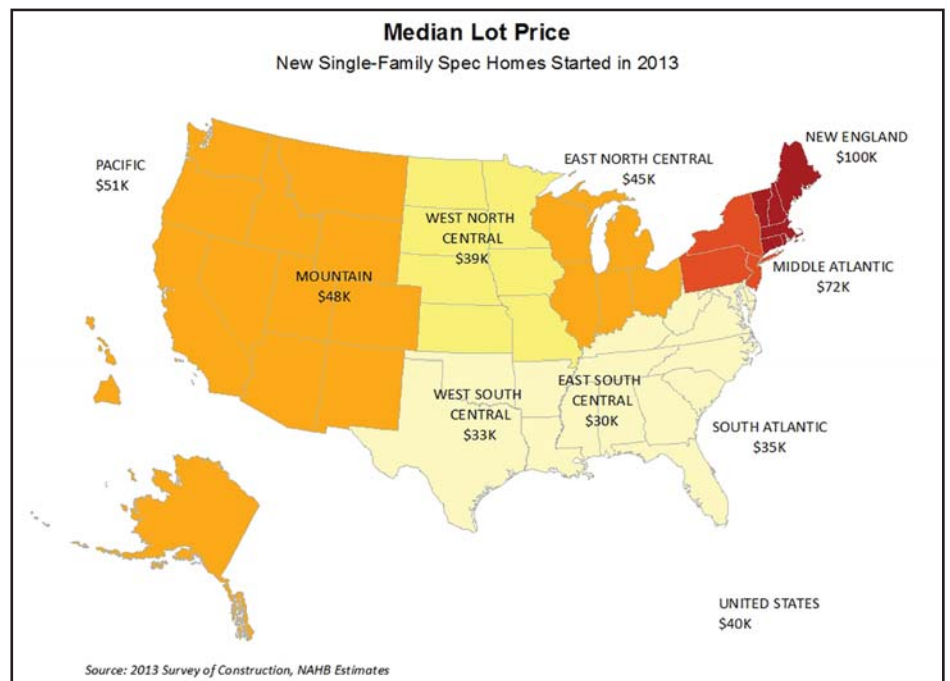 Median Lot Price
New Single-Family Spec Homes Started in 2013
NEW ENGLAND
$100K
EAST NORTH CENTRAL
$45K
PACIFIC
$51K
WEST NORTH
CENTRAL
$39K
MOUNTAIN
$48K
MIDDLE ATLANTIC
$72K
WEST SOUTH
CENTRAL
$33K
EAST SOUTH
CENTRAL
$30K
SOUTH ATLANTIC
$35K
UNITED STATES
$40K
Source: 2013 Survey of Construction, NAHB Estimates